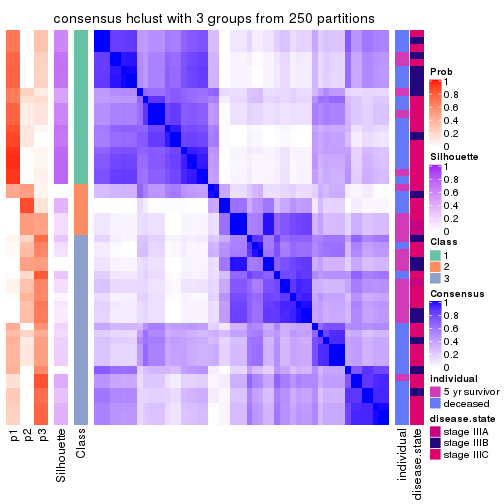 consensus hclust with 3 groups from 250 partitions
Prob
1
0.8
0.6
0.4
0.2
0
Silhouette
1
0.8
0.6
0.4
0.2
0
Class
1
2
3
Consensus
1
0.8
0.6
0.4
0.2
0
individual
5 yr survivor
deceased
disease.state
stage IIIA
stage IIIB
stage IIIC
p1
p2
p3
Silhouette
Class
individual
disease.state